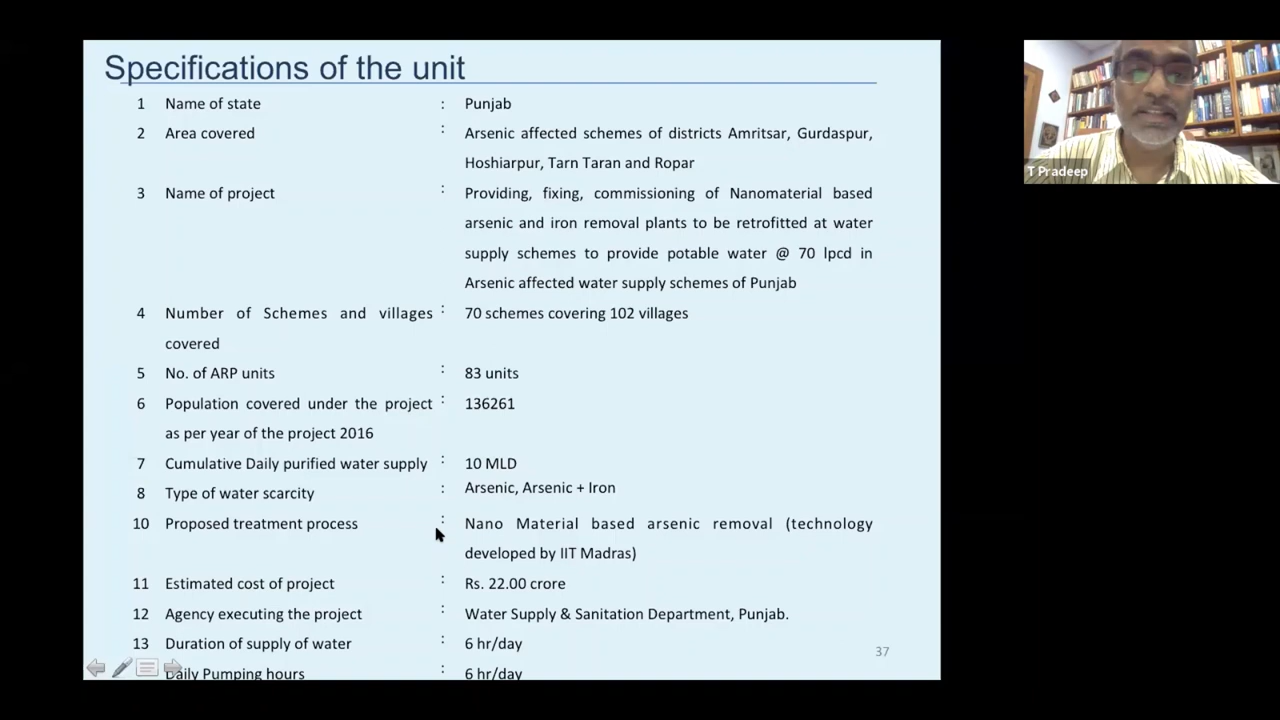 Specifications of the unit
1 Name of state : Punjab
2 Area covered : Arsenic affected schemes of districts Amritsar, Gurdaspur,
Hoshiarpur, Tarn Taran and Ropar
3 Name of project : Providing, fixing, commissioning of Nanomaterial based
arsenic and iron removal plants to be retrofitted at water
supply schemes to provide potable water @ 70 lpcd in
Arsenic affected water supply schemes of Punjab
4 Number of Schemes and villages : 70 schemes covering 102 villages
covered
5 No. of ARP units : 83 units
6 Population covered under the project : 136261
as per year of the project 2016
7 Cumulative Daily purified water supply : 10 MLD
8 Type of water scarcity : Arsenic, Arsenic + Iron
10 Proposed treatment process : Nano Material based arsenic removal (technology
developed by IIT Madras)
11 Estimated cost of project : Rs. 22.00 crore
12 Agency executing the project : Water Supply & Sanitation Department, Punjab.
13 Duration of supply of water : 6 hr/day
Daily Pumping hours : 6 hr/day
37
T Pradeep